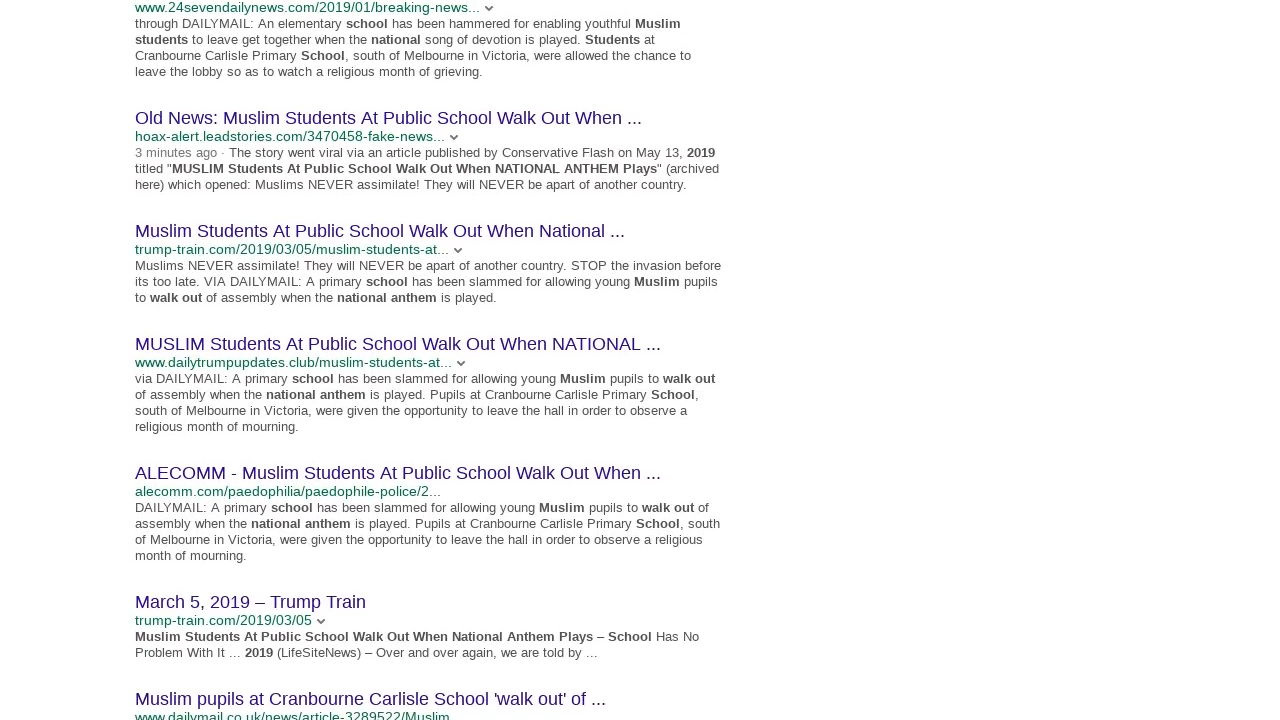 www.24sevendailynews.com/2019/01/breaking-news...
through DAILYMAIL: An elementary school has been hammered for enabling youthful Muslim
students to leave get together when the national song of devotion is played. Students at
Cranbourne Carlisle Primary School, south of Melbourne in Victoria, were allowed the chance to
leave the lobby so as to watch a religious month of grieving.
Old News: Muslim Students At Public School Walk Out When ...
hoax-alert.leadstories.com/3470458-fake-news...
3 minutes ago · The story went viral via an article published by Conservative Flash on May 13, 2019
titled "MUSLIM Students At Public School Walk Out When NATIONAL ANTHEM Plays" (archived
here) which opened: Muslims NEVER assimilate! They will NEVER be apart of another country.
Muslim Students At Public School Walk Out When National ...
trump-train.com/2019/03/05/muslim-students-at...
Muslims NEVER assimilate! They will NEVER be apart of another country. STOP the invasion before
its too late. VIA DAILYMAIL: A primary school has been slammed for allowing young Muslim pupils
to walk out of assembly when the national anthem is played.
MUSLIM Students At Public School Walk Out When NATIONAL ...
www.dailytrumpupdates.club/muslim-students-at...
via DAILYMAIL: A primary school has been slammed for allowing young Muslim pupils to walk out
of assembly when the national anthem is played. Pupils at Cranbourne Carlisle Primary School,
south of Melbourne in Victoria, were given the opportunity to leave the hall in order to observe a
religious month of mourning.
ALECOMM - Muslim Students At Public School Walk Out When ...
alecomm.com/paedophilia/paedophile-police/2...
DAILYMAIL: A primary school has been slammed for allowing young Muslim pupils to walk out of
assembly when the national anthem is played. Pupils at Cranbourne Carlisle Primary School, south
of Melbourne in Victoria, were given the opportunity to leave the hall in order to observe a religious
month of mourning.
March 5, 2019 – Trump Train
trump-train.com/2019/03/05
Muslim Students At Public School Walk Out When National Anthem Plays – School Has No
Problem With It ... 2019 (LifeSiteNews) – Over and over again, we are told by ...
Muslim pupils at Cranbourne Carlisle School 'walk out' of ...
www.dailymail.co.uk/news/article-3289522/Muslim...